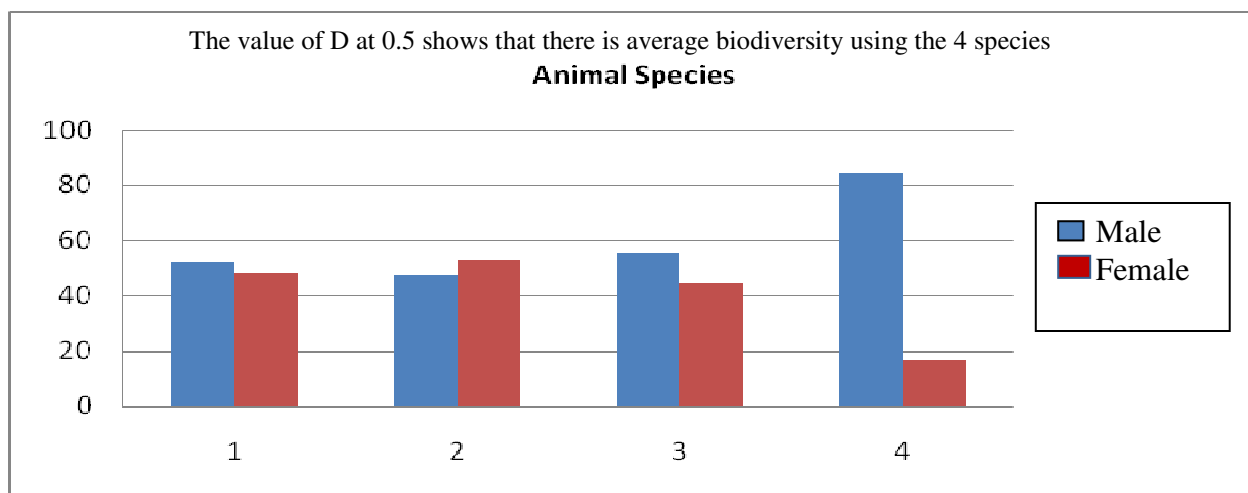 The value of D at 0.5 shows that there is average biodiversity using the 4 species
Animal Species
100
80
60
40
20
0
1 2 3 4
Male
Female